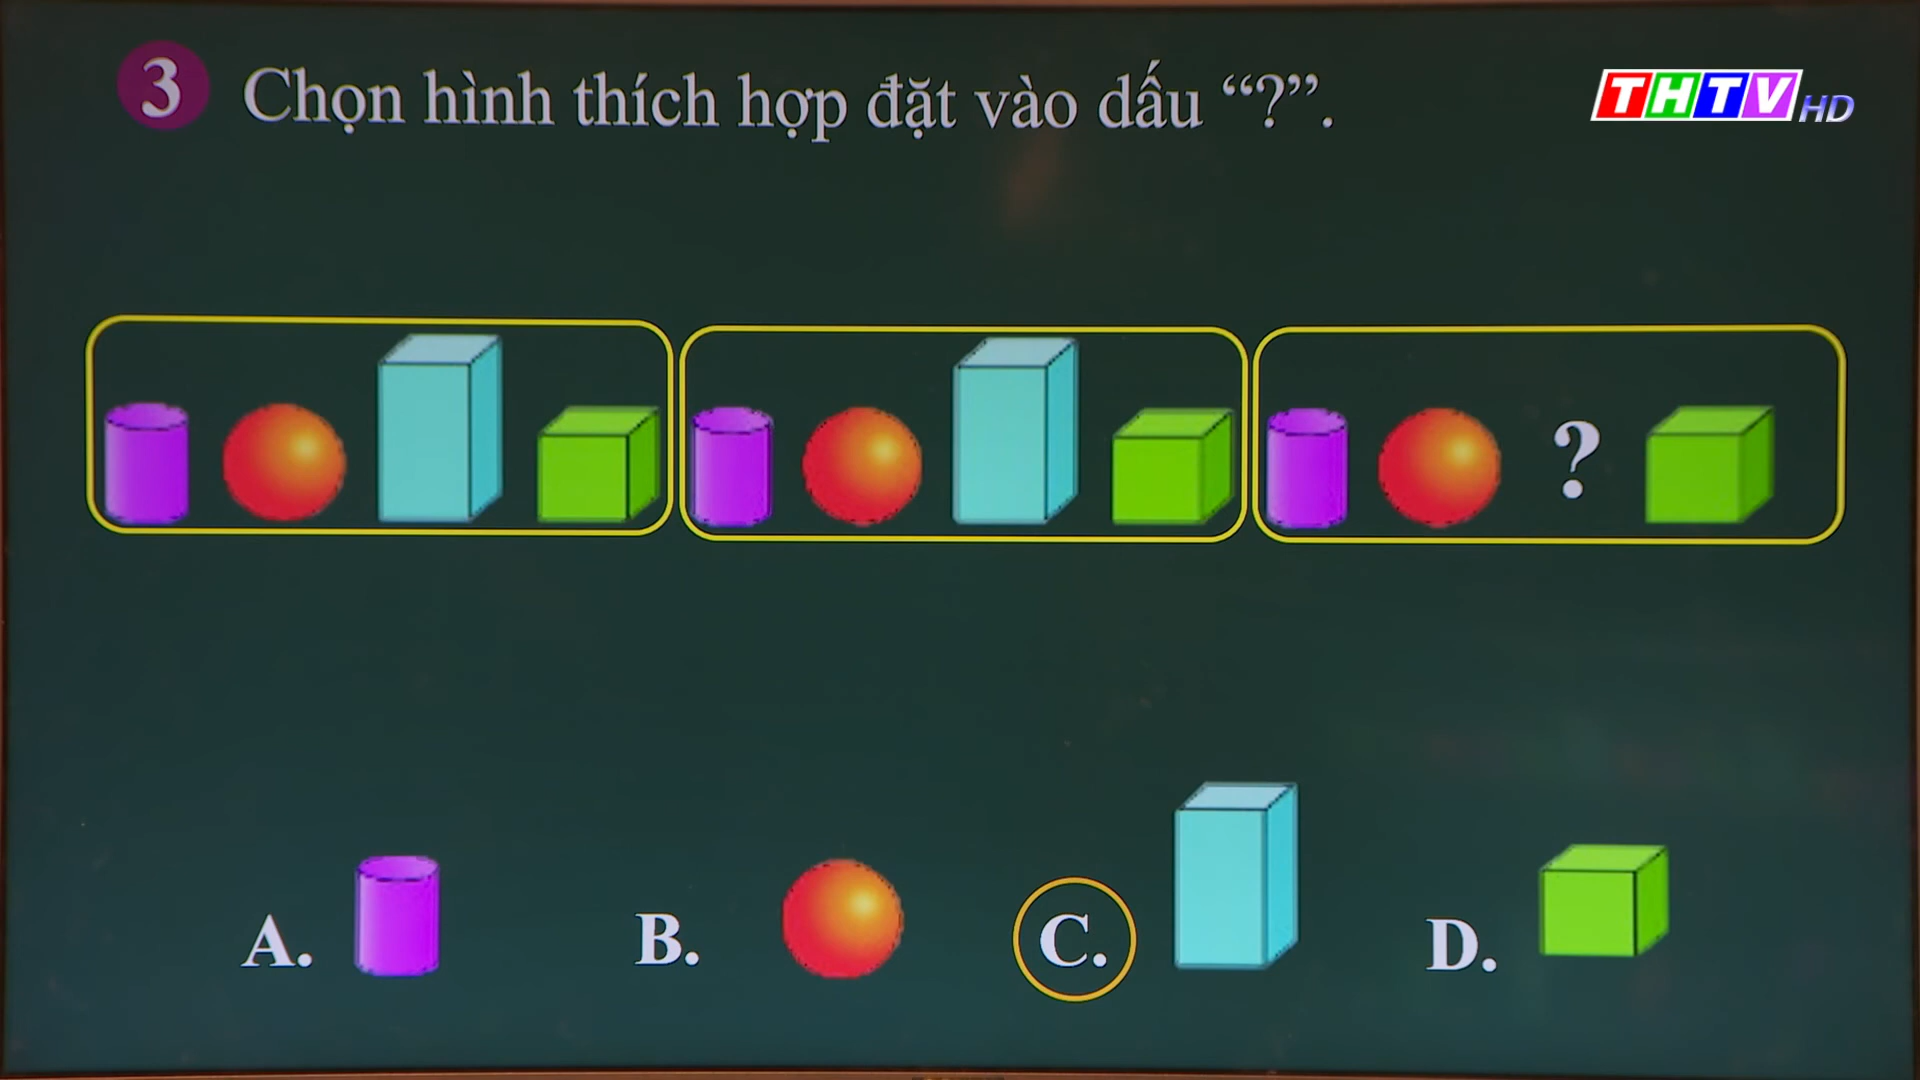 3 Chọn hình thích hợp đặt vào dấu “?”.
THTV HD
?
A. B. C. D.